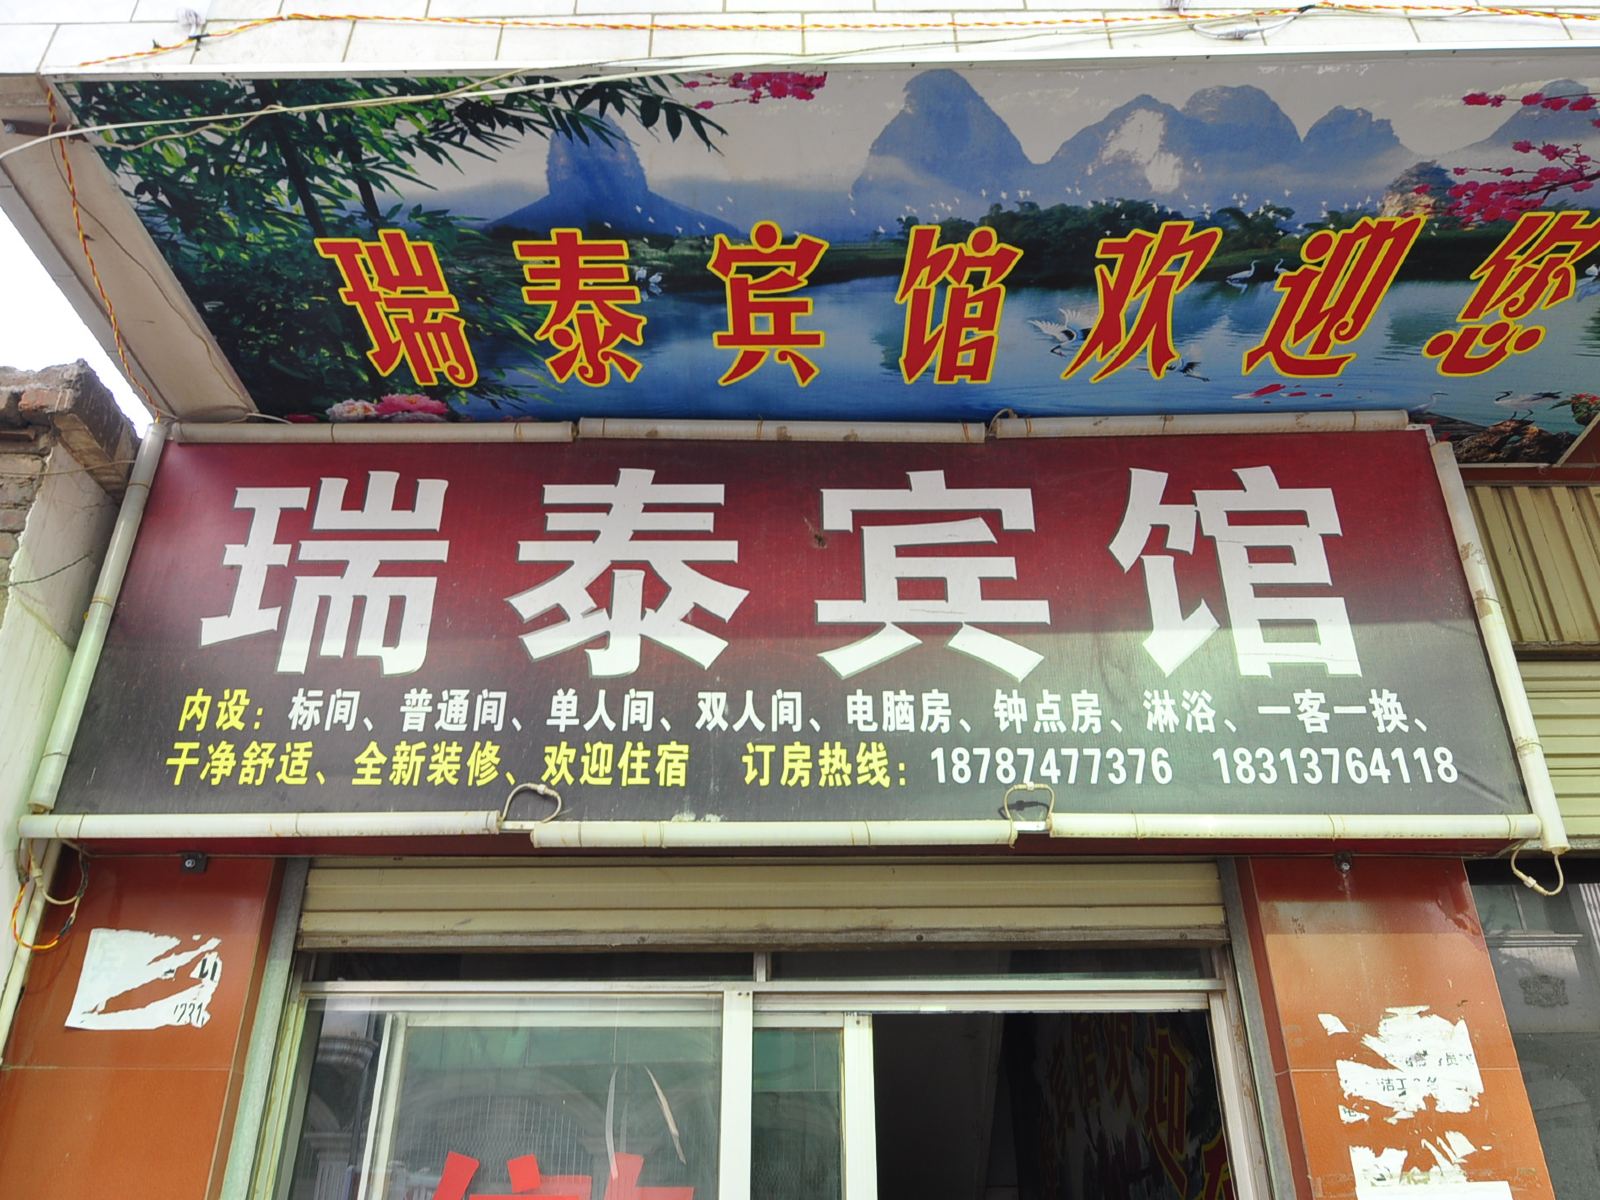 瑞泰宾馆欢迎您
瑞泰宾馆
内设：标间、普通间、单人间、双人间、电脑房、钟点房、淋浴、一客一换、
干净舒适、全新装修、欢迎住宿 订房热线：18787477376 18313764118